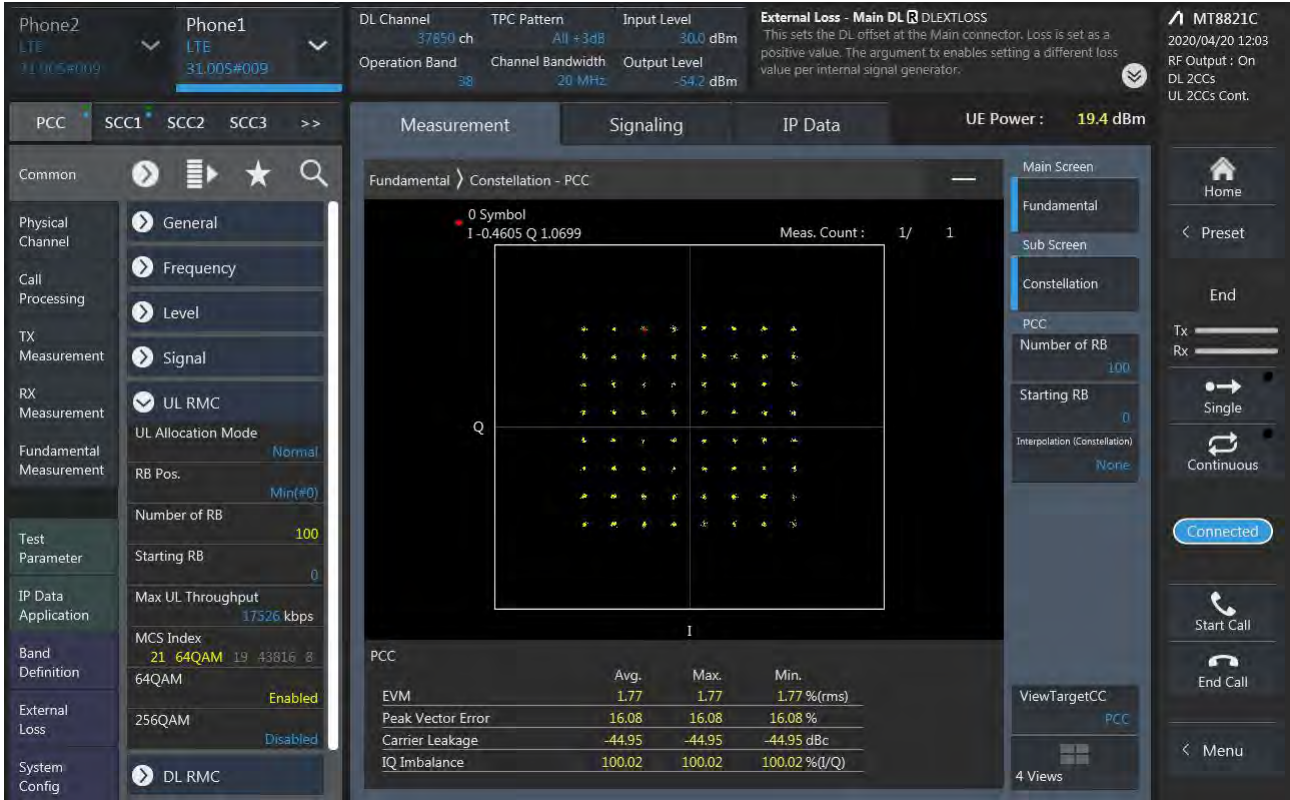 Phone2
LTE
31.005#009
Phone1
LTE
31.005#009
DL Channel
37850 ch
TPC Pattern
All +3dB
Input Level
30.0 dBm
Operation Band
38
Channel Bandwidth
20 MHz
Output Level
-54.2 dBm
External Loss - Main DL R DLEXTLOSS
This sets the DL offset at the Main connector. Loss is set as a
positive value. The argument tx enables setting a different loss
value per internal signal generator.
MT8821C
2020/04/20 12:03
RF Output : On
DL 2CCs
UL 2CCs Cont.
PCC SCC1 SCC2 SCC3 >>
Measurement
Signaling
IP Data
UE Power : 19.4 dBm
Common
Physical
Channel
Call
Processing
TX
Measurement
RX
Measurement
Fundamental
Measurement
Test
Parameter
IP Data
Application
Band
Definition
External
Loss
System
Config
General
Frequency
Level
Signal
UL RMC
UL Allocation Mode
Normal
RB Pos.
Min(#0)
Number of RB
100
Starting RB
0
Max UL Throughput
17526 kbps
MCS Index
21 64QAM 19 43816 8
64QAM
Enabled
256QAM
Disabled
DL RMC
Fundamental 〉 Constellation - PCC
0 Symbol
I -0.4605 Q 1.0699
Meas. Count : 1/ 1
Q
I
PCC
Avg. Max. Min.
EVM 1.77 1.77 1.77 %(rms)
Peak Vector Error 16.08 16.08 16.08 %
Carrier Leakage -44.95 -44.95 -44.95 dBc
IQ Imbalance 100.02 100.02 100.02 %(I/Q)
Main Screen
Fundamental
Sub Screen
Constellation
PCC
Number of RB
100
Starting RB
0
Interpolation (Constellation)
None
ViewTargetCC
PCC
4 Views
Home
< Preset
End
Tx
Rx
Single
Continuous
Connected
Start Call
End Call
< Menu